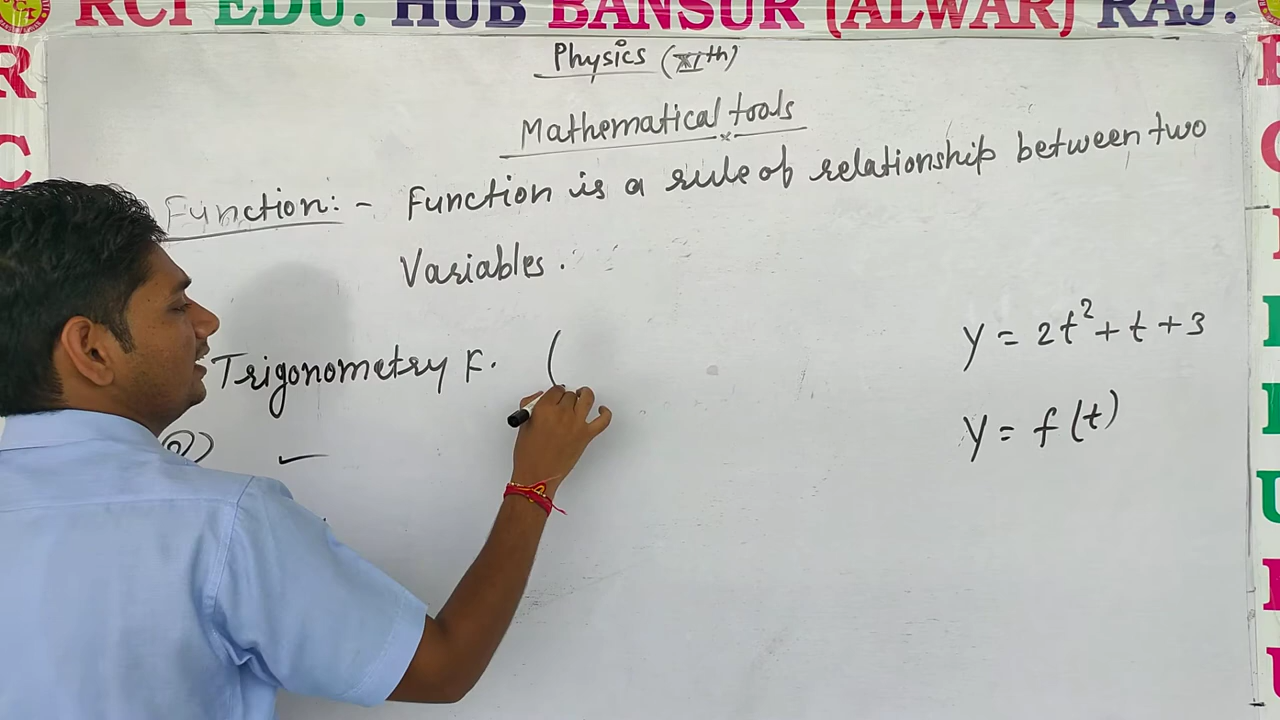 RCI EDU. HUB BANSUR (ALWAR) RAJ.
Physics (XIth)
Mathematical tools
Function:- Function is a rule of relationship between two
Variables.
Trigonometry F. (
y = 2t² + t + 3
y = f(t)
(2)
R
C